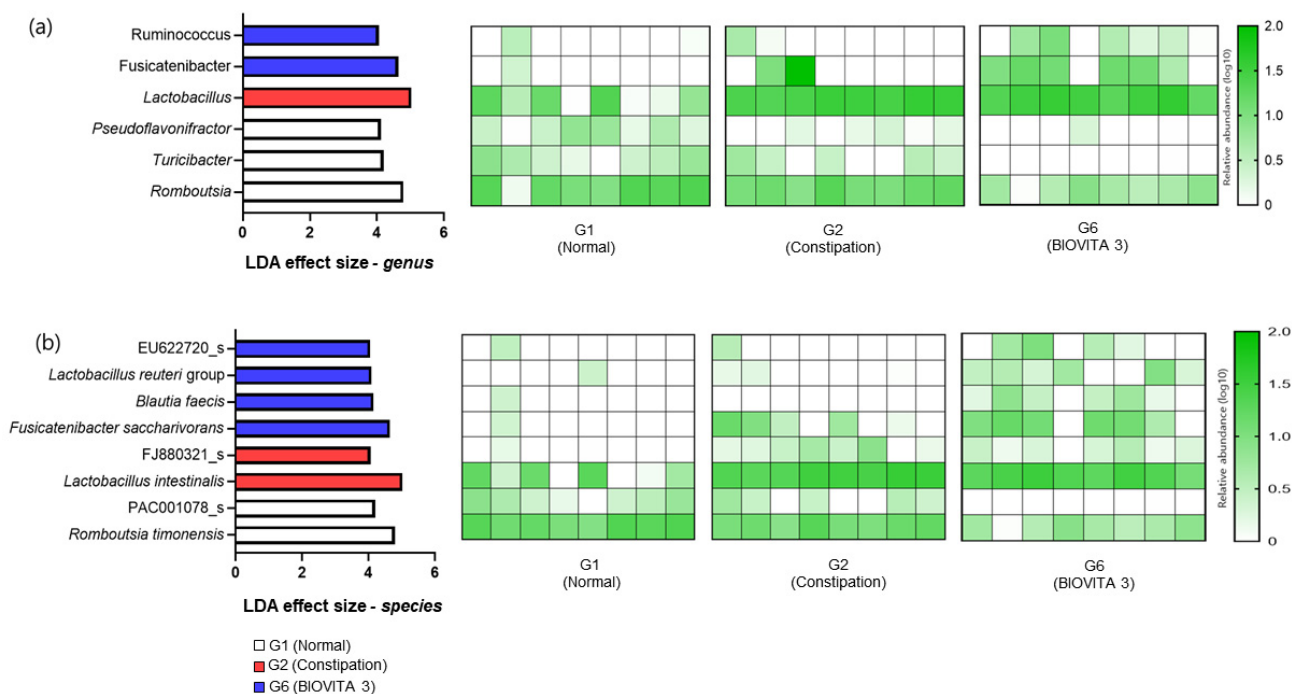 (a)
Ruminococcus
Fusicatenibacter
Lactobacillus
Pseudoflavonifractor
Turicibacter
Romboutsia
0 2 4 6
LDA effect size - genus
G1
(Normal)
G2
(Constipation)
G6
(BIOVITA 3)
2.0
1.5
1.0
0.5
0
Relative abundance (log10)
(b)
EU622720_s
Lactobacillus reuteri group
Blautia faecis
Fusicatenibacter saccharivorans
FJ880321_s
Lactobacillus intestinalis
PAC001078_s
Romboutsia timonensis
0 2 4 6
LDA effect size - species
G1
(Normal)
G2
(Constipation)
G6
(BIOVITA 3)
2.0
1.5
1.0
0.5
0
Relative abundance (log10)
G1 (Normal)
G2 (Constipation)
G6 (BIOVITA 3)